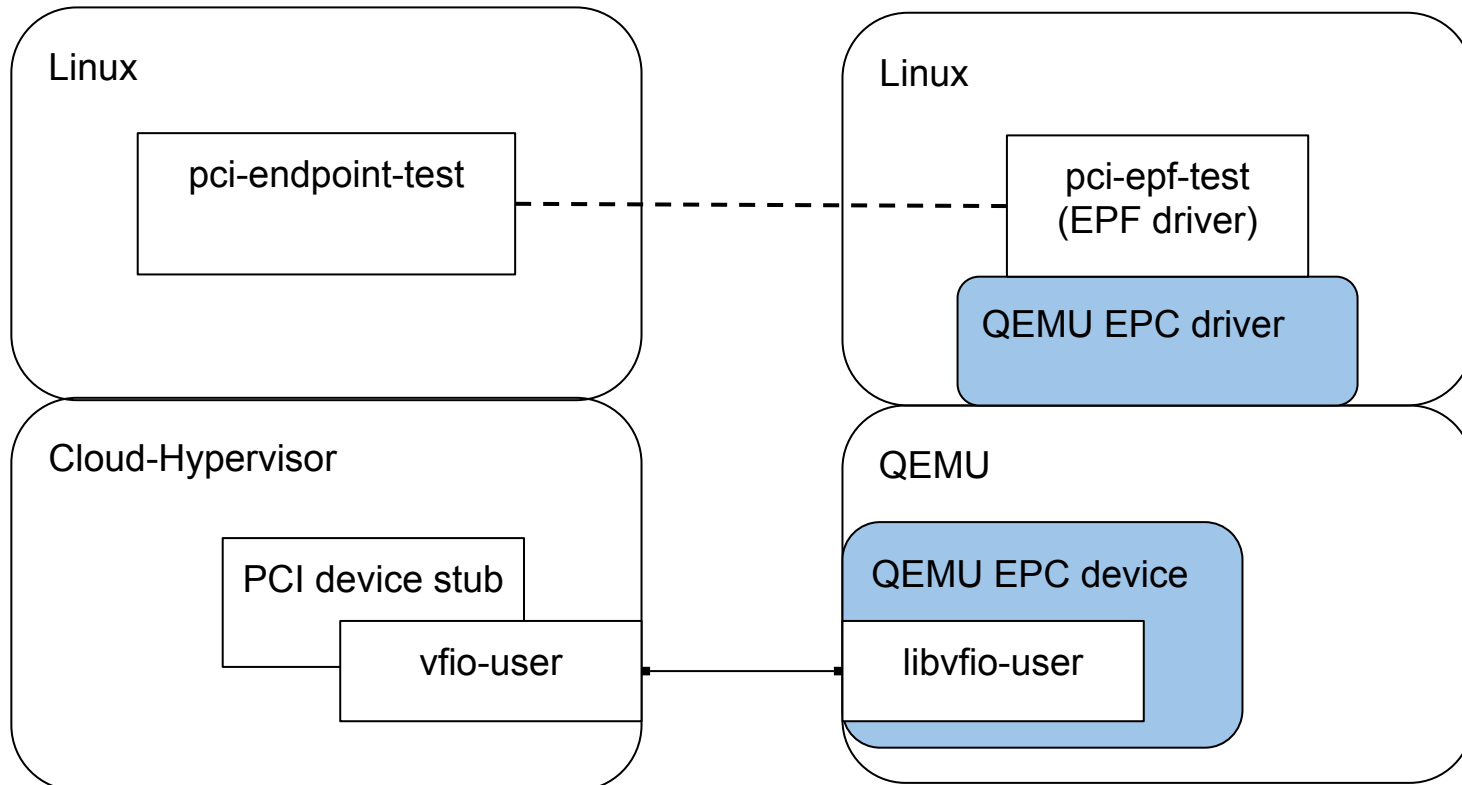 Linux
pci-endpoint-test
Cloud-Hypervisor
PCI device stub
vfio-user
Linux
pci-epf-test
(EPF driver)
QEMU EPC driver
QEMU
QEMU EPC device
libvfio-user